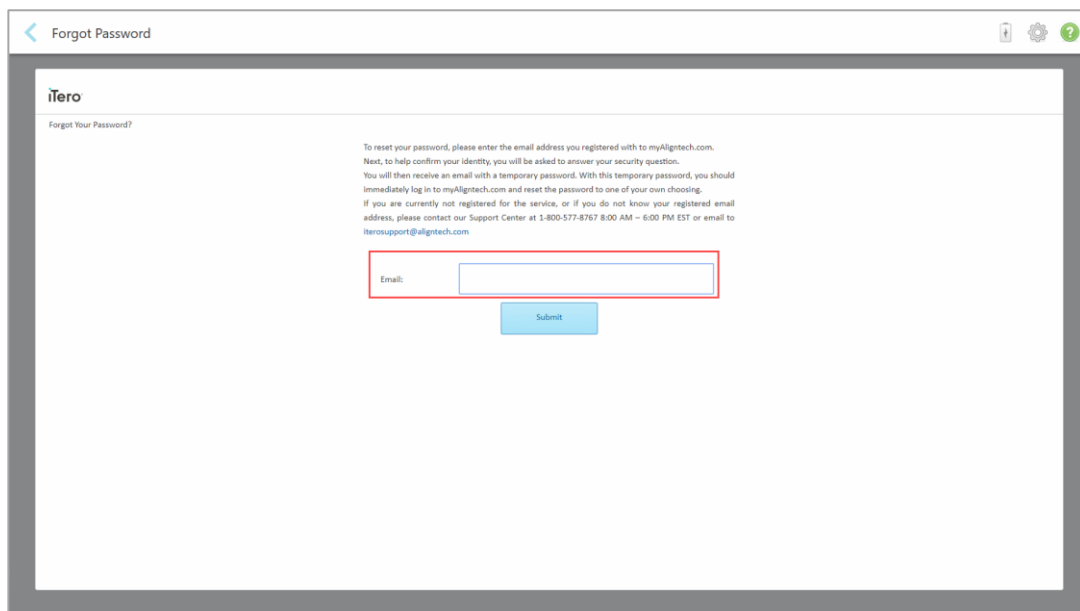 Forgot Password
?
iTero
Forgot Your Password?
To reset your password, please enter the email address you registered with to myAligntech.com.
Next, to help confirm your identity, you will be asked to answer your security question.
You will then receive an email with a temporary password. With this temporary password, you should
immediately log in to myAligntech.com and reset the password to one of your own choosing.
If you are currently not registered for the service, or if you do not know your registered email
address, please contact our Support Center at 1-800-577-8767 8:00 AM – 6:00 PM EST or email to
iterosupport@aligntech.com
Email:
Submit